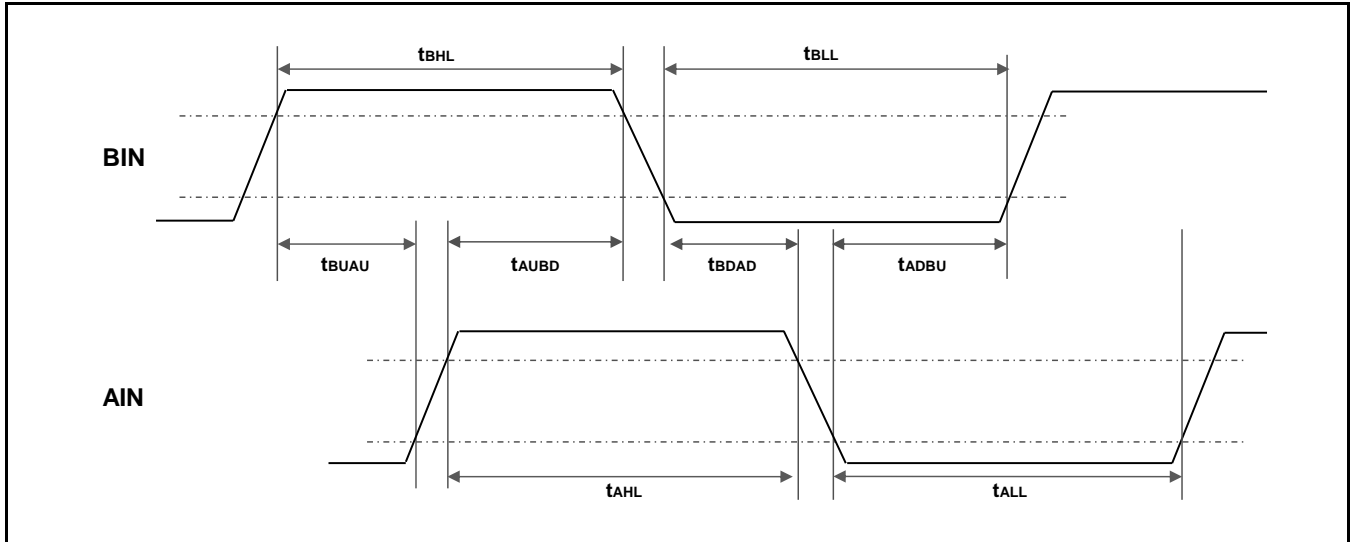 tBHL tBLL
BIN
tBUAU tAUBD tBDAD tADBU
AIN
tAHL tALL